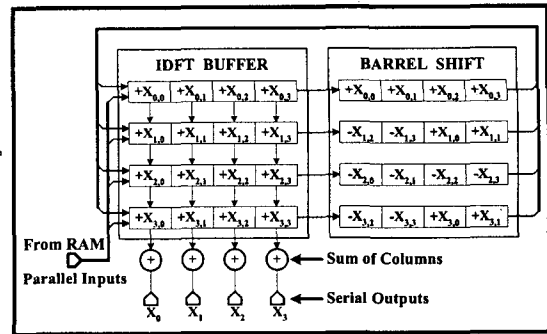 IDFT BUFFER BARREL SHIFT
+X0,0 +X0,1 +X0,2 +X0,3 +X0,0 +X0,1 +X0,2 +X0,3
+X1,0 +X1,1 +X1,2 +X1,3 -X1,2 -X1,3 +X1,0 +X1,1
+X2,0 +X2,1 +X2,2 +X2,3 -X2,0 -X2,1 -X2,2 -X2,3
+X3,0 +X3,1 +X3,2 +X3,3 -X3,2 -X3,3 +X3,0 +X3,1
From RAM
Parallel Inputs
+ + + + Sum of Columns
Serial Outputs
X0 X1 X2 X3